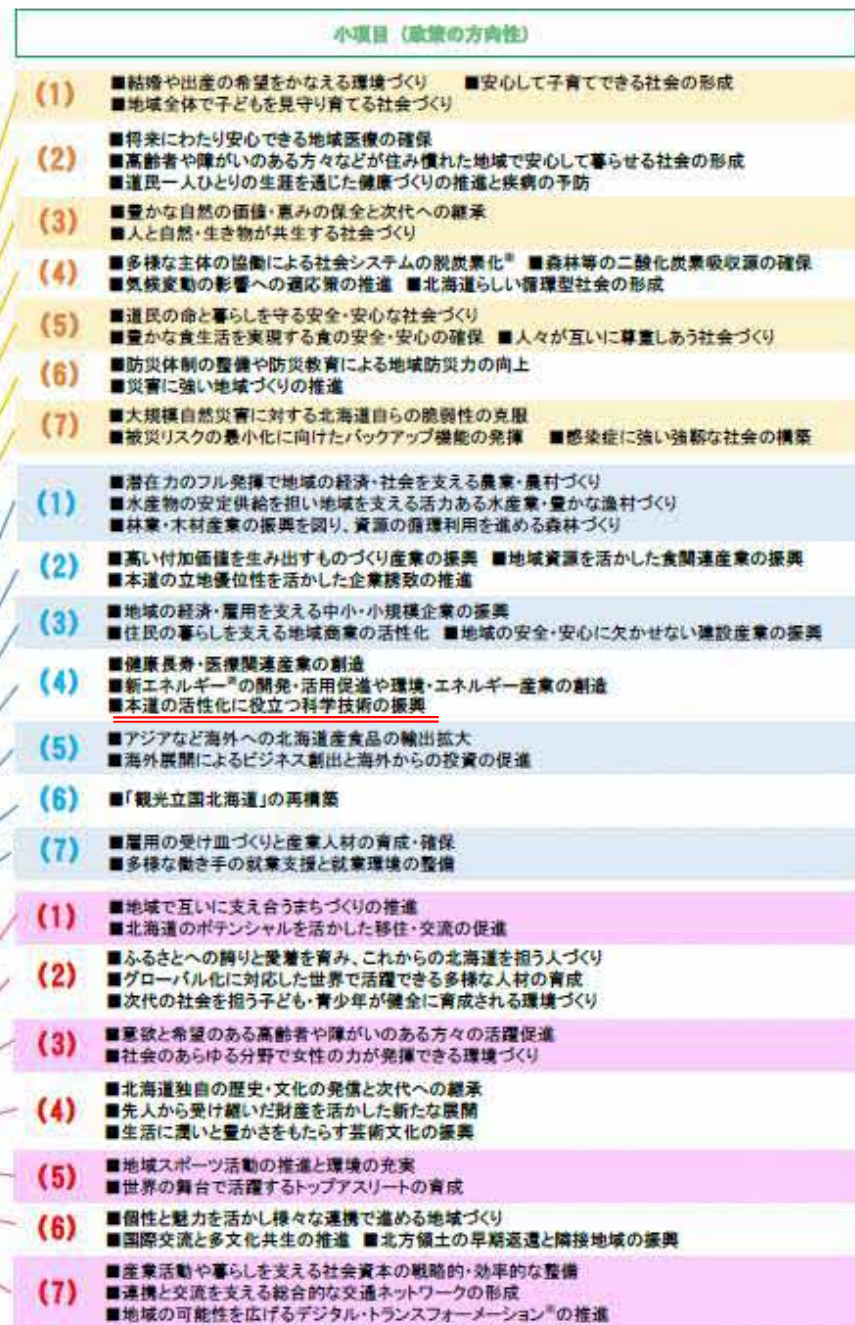 小項目（政策の方向性）
(1) ■結婚や出産の希望をかなえる環境づくり ■安心して子育てできる社会の形成
■地域全体で子どもを見守り育てる社会づくり
(2) ■将来にわたり安心できる地域医療の確保
■高齢者や障がいのある方々などが住み慣れた地域で安心して暮らせる社会の形成
■道民一人ひとりの生涯を通じた健康づくりの推進と疾病の予防
(3) ■豊かな自然の価値・恵みの保全と次代への継承
■人と自然・生き物が共生する社会づくり
(4) ■多様な主体の協働による社会システムの脱炭素化※ ■森林等の二酸化炭素吸収源の確保
■気候変動の影響への適応策の推進 ■北海道らしい循環型社会の形成
(5) ■道民の命と暮らしを守る安全・安心な社会づくり
■豊かな食生活を実現する食の安全・安心の確保 ■人々が互いに尊重しあう社会づくり
(6) ■防災体制の整備や防災教育による地域防災力の向上
■災害に強い地域づくりの推進
(7) ■大規模自然災害に対する北海道自らの脆弱性の克服
■被災リスクの最小化に向けたバックアップ機能の発揮 ■感染症に強い強靱な社会の構築
(1) ■潜在力のフル発揮で地域の経済・社会を支える農業・農村づくり
■水産物の安定供給を担い地域を支える活力ある水産業・豊かな漁村づくり
■林業・木材産業の振興を図り、資源の循環利用を進める森林づくり
(2) ■高い付加価値を生み出すものづくり産業の振興 ■地域資源を活かした食関連産業の振興
■本道の立地優位性を活かした企業誘致の推進
(3) ■地域の経済・雇用を支える中小・小規模企業の振興
■住民の暮らしを支える地域商業の活性化 ■地域の安全・安心に欠かせない建設産業の振興
(4) ■健康長寿・医療関連産業の創造
■新エネルギー※の開発・活用促進や環境・エネルギー産業の創造
■本道の活性化に役立つ科学技術の振興
(5) ■アジアなど海外への北海道産食品の輸出拡大
■海外展開によるビジネス創出と海外からの投資の促進
(6) ■「観光立国北海道」の再構築
(7) ■雇用の受け皿づくりと産業人材の育成・確保
■多様な働き手の就業支援と就業環境の整備
(1) ■地域で互いに支え合うまちづくりの推進
■北海道のポテンシャルを活かした移住・交流の促進
(2) ■ふるさとへの誇りと愛着を育み、これからの北海道を担う人づくり
■グローバル化に対応した世界で活躍できる多様な人材の育成
■次代の社会を担う子ども・青少年が健全に育成される環境づくり
(3) ■意欲と希望のある高齢者や障がいのある方々の活躍促進
■社会のあらゆる分野で女性の力が発揮できる環境づくり
(4) ■北海道独自の歴史・文化の発信と次代への継承
■先人から受け継いだ財産を活かした新たな展開
■生活に潤いと豊かさをもたらす芸術文化の振興
(5) ■地域スポーツ活動の推進と環境の充実
■世界の舞台で活躍するトップアスリートの育成
(6) ■個性と魅力を活かし様々な連携で進める地域づくり
■国際交流と多文化共生の推進 ■北方領土の早期返還と隣接地域の振興
(7) ■産業活動や暮らしを支える社会資本の戦略的・効率的な整備
■連携と交流を支える総合的な交通ネットワークの形成
■地域の可能性を広げるデジタル・トランスフォーメーション※の推進